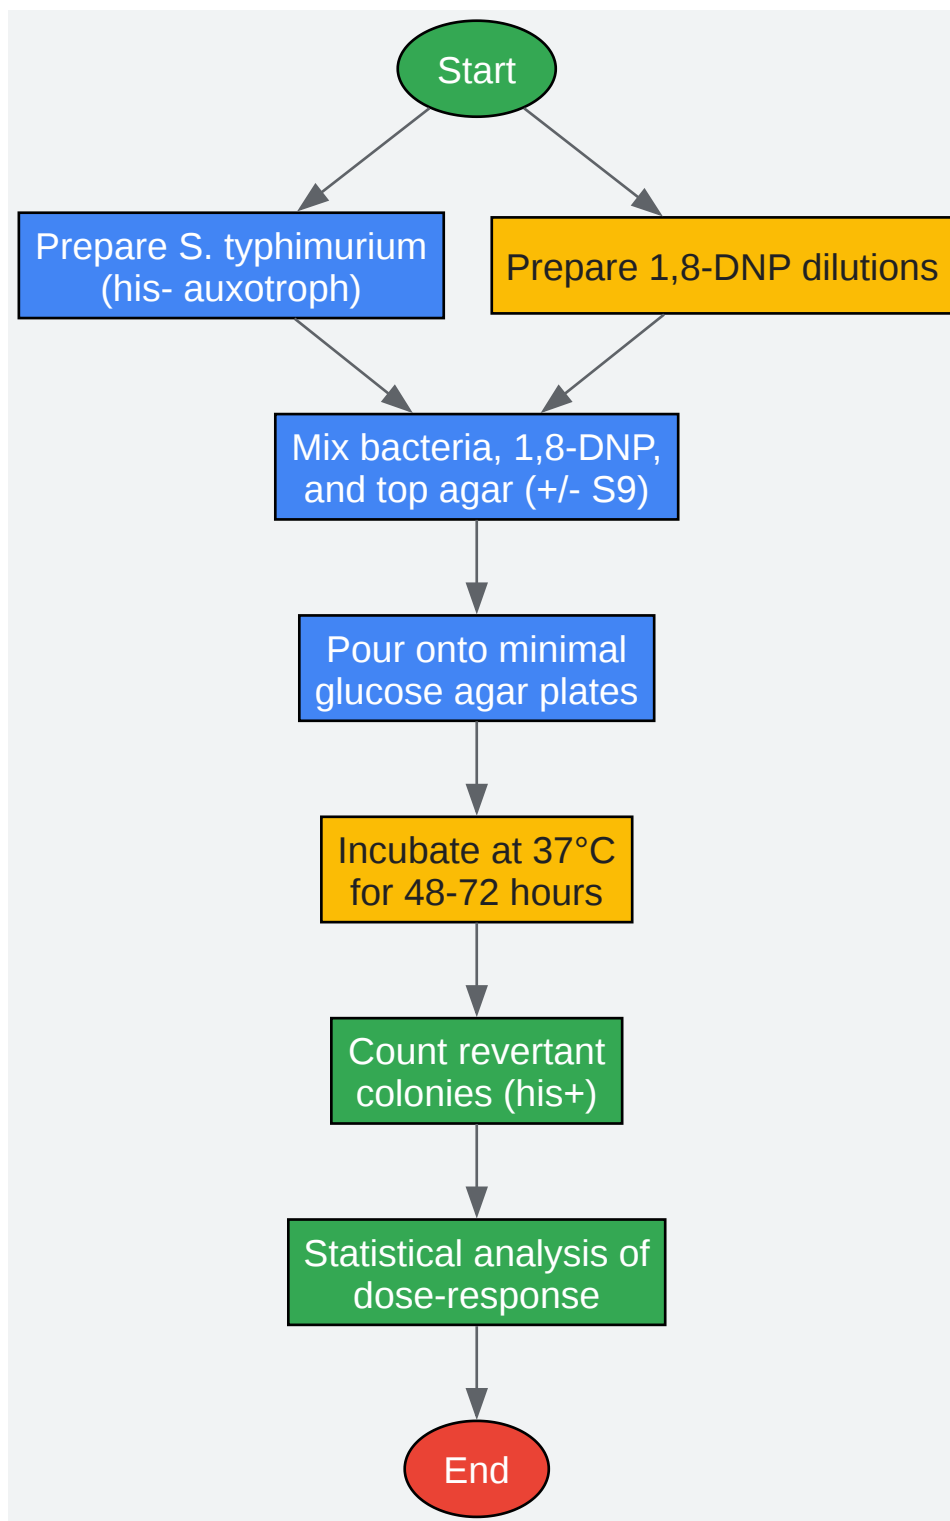 Start
Prepare S. typhimurium
(his- auxotroph)
Prepare 1,8-DNP dilutions
Mix bacteria, 1,8-DNP,
and top agar (+/- S9)
Pour onto minimal
glucose agar plates
Incubate at 37°C
for 48-72 hours
Count revertant
colonies (his+)
Statistical analysis of
dose-response
End